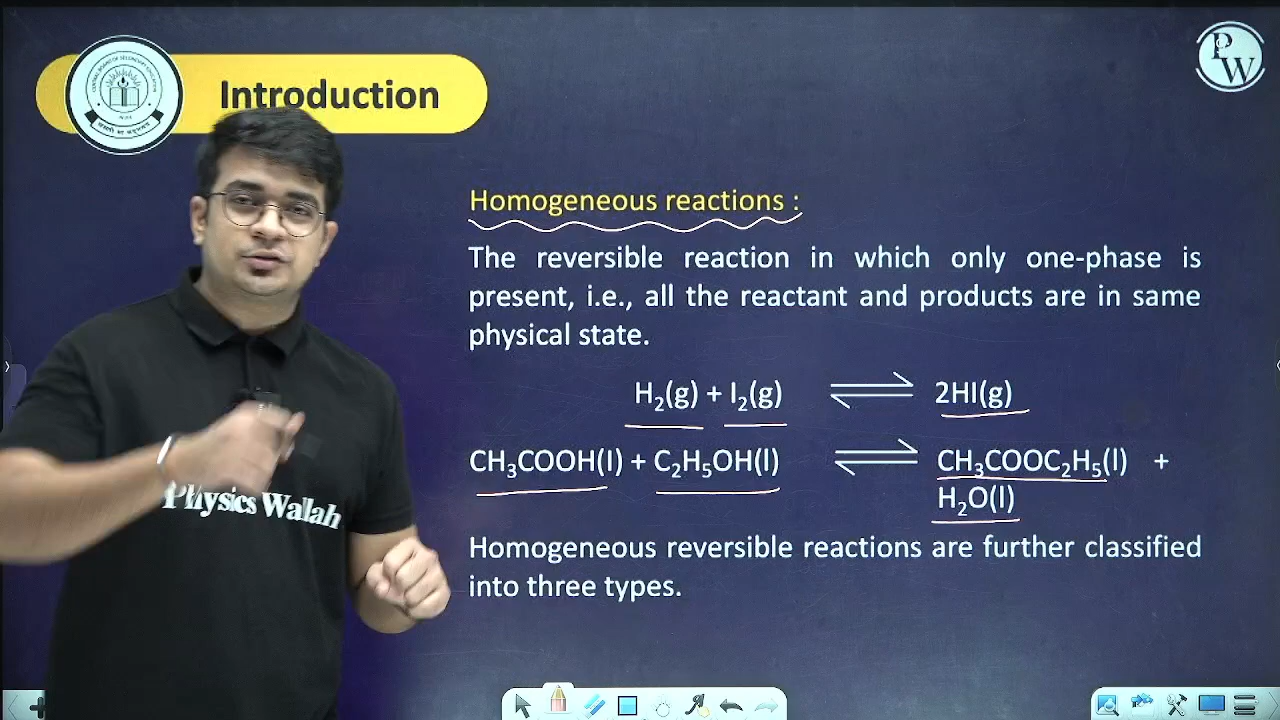 Introduction
Homogeneous reactions :
The reversible reaction in which only one-phase is
present, i.e., all the reactant and products are in same
physical state.
H₂(g) + I₂(g) ⇌ 2HI(g)
CH₃COOH(l) + C₂H₅OH(l) ⇌ CH₃COOC₂H₅(l) +
H₂O(l)
Homogeneous reversible reactions are further classified
into three types.
Physics Wallah
PW